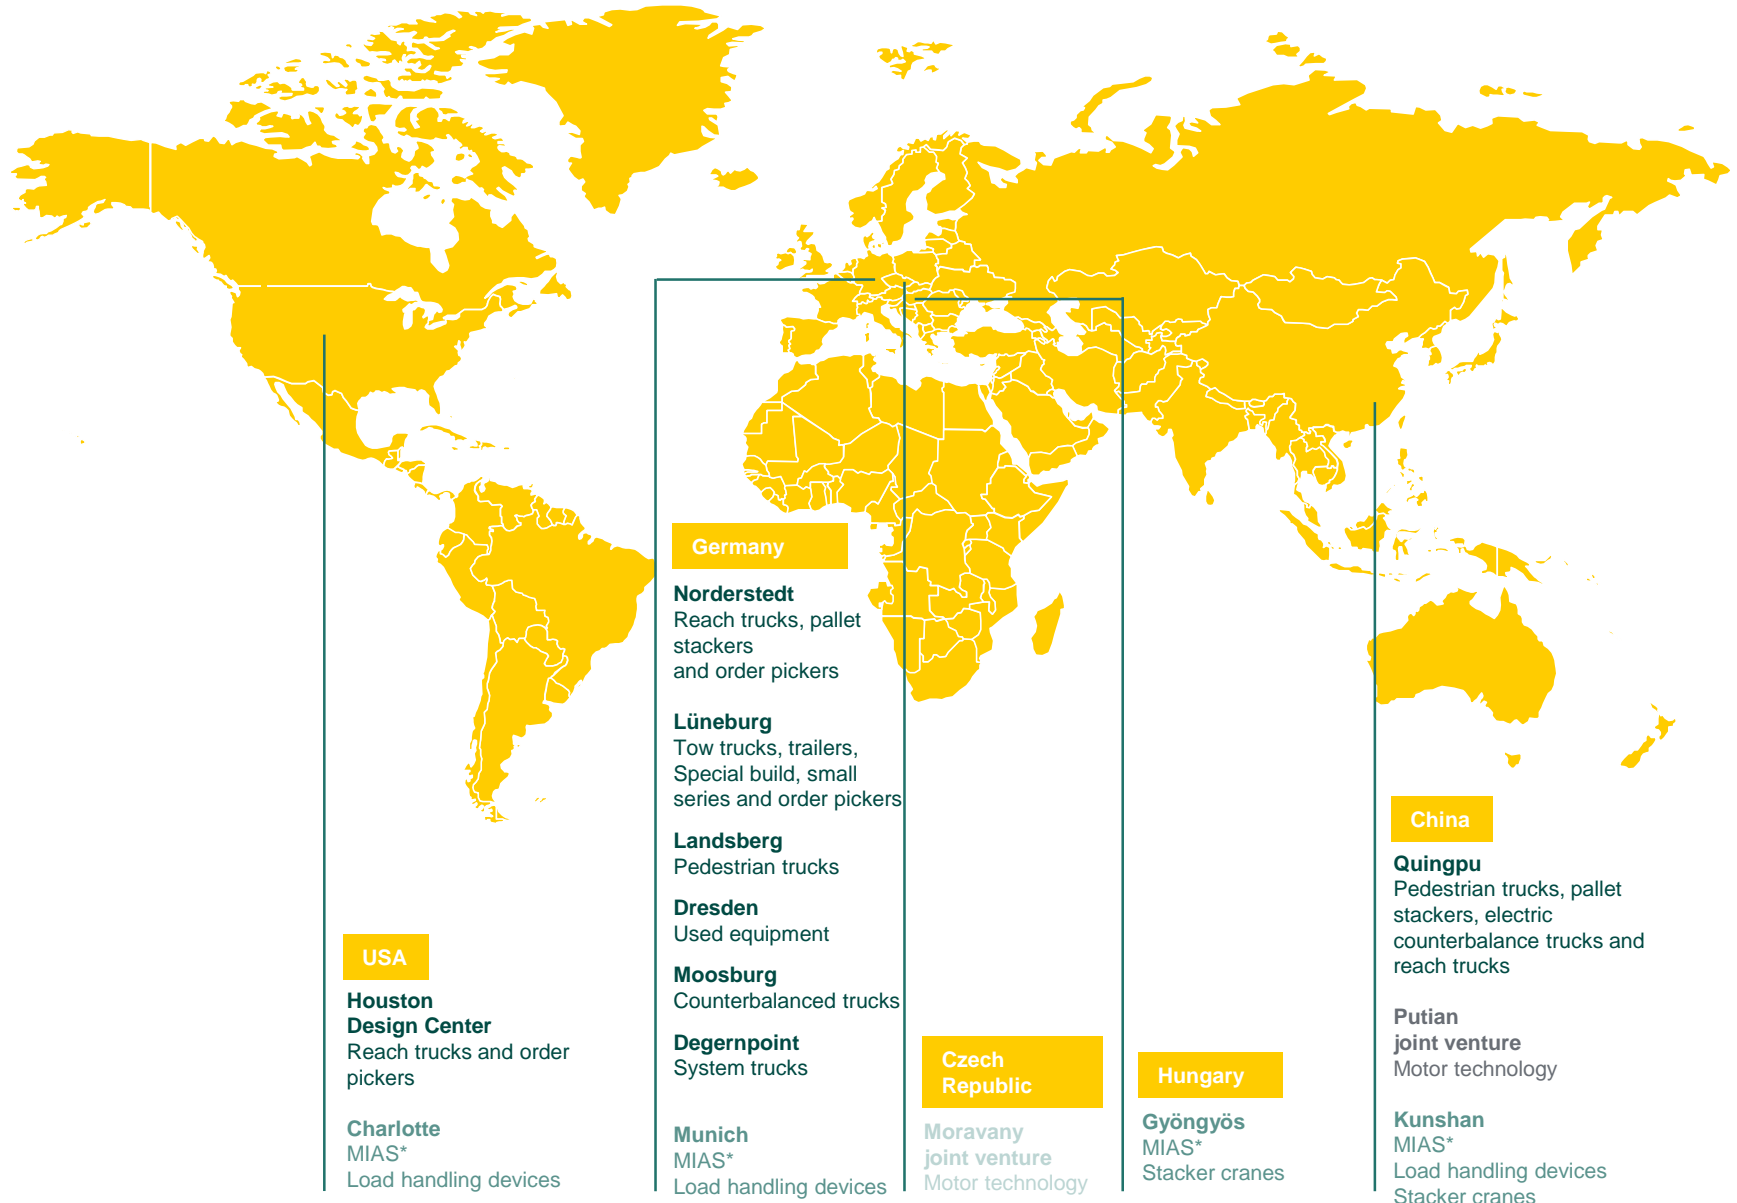 Germany
Norderstedt
Reach trucks, pallet
stackers
and order pickers
Lüneburg
Tow trucks, trailers,
Special build, small
series and order pickers
Landsberg
Pedestrian trucks
Dresden
Used equipment
Moosburg
Counterbalanced trucks
Degernpoint
System trucks
Munich
MIAS*
Load handling devices
USA
Houston
Design Center
Reach trucks and order
pickers
Charlotte
MIAS*
Load handling devices
Czech
Republic
Moravany
joint venture
Motor technology
Hungary
Gyöngyös
MIAS*
Stacker cranes
China
Quingpu
Pedestrian trucks, pallet
stackers, electric
counterbalance trucks and
reach trucks
Putian
joint venture
Motor technology
Kunshan
MIAS*
Load handling devices
Stacker cranes